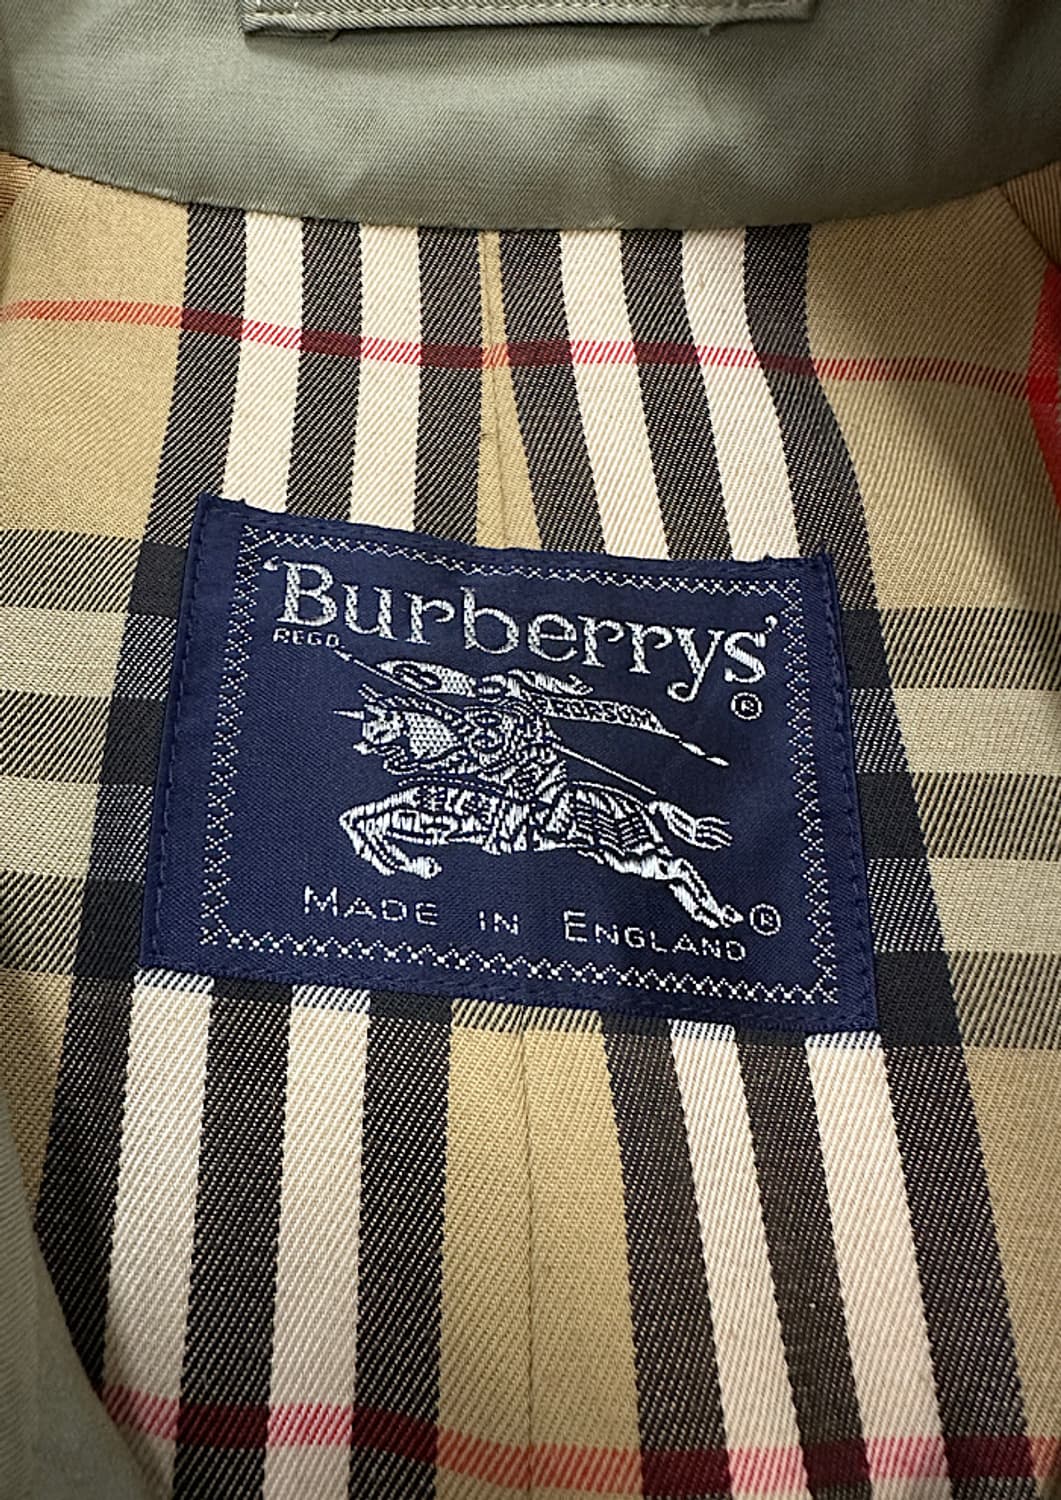 'Burberrys'
REGD
®
PRORSUM
®
MADE IN ENGLAND